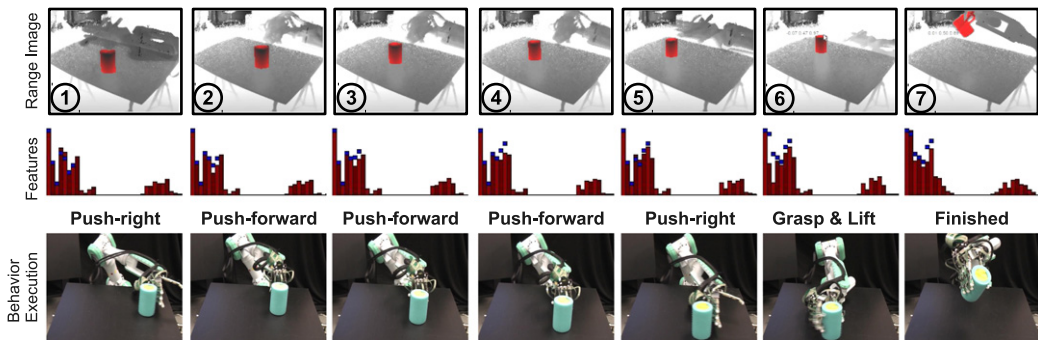 Range Image
1 2 3 4 5 6 7
Features
Push-right Push-forward Push-forward Push-forward Push-right Grasp & Lift Finished
Behavior
Execution